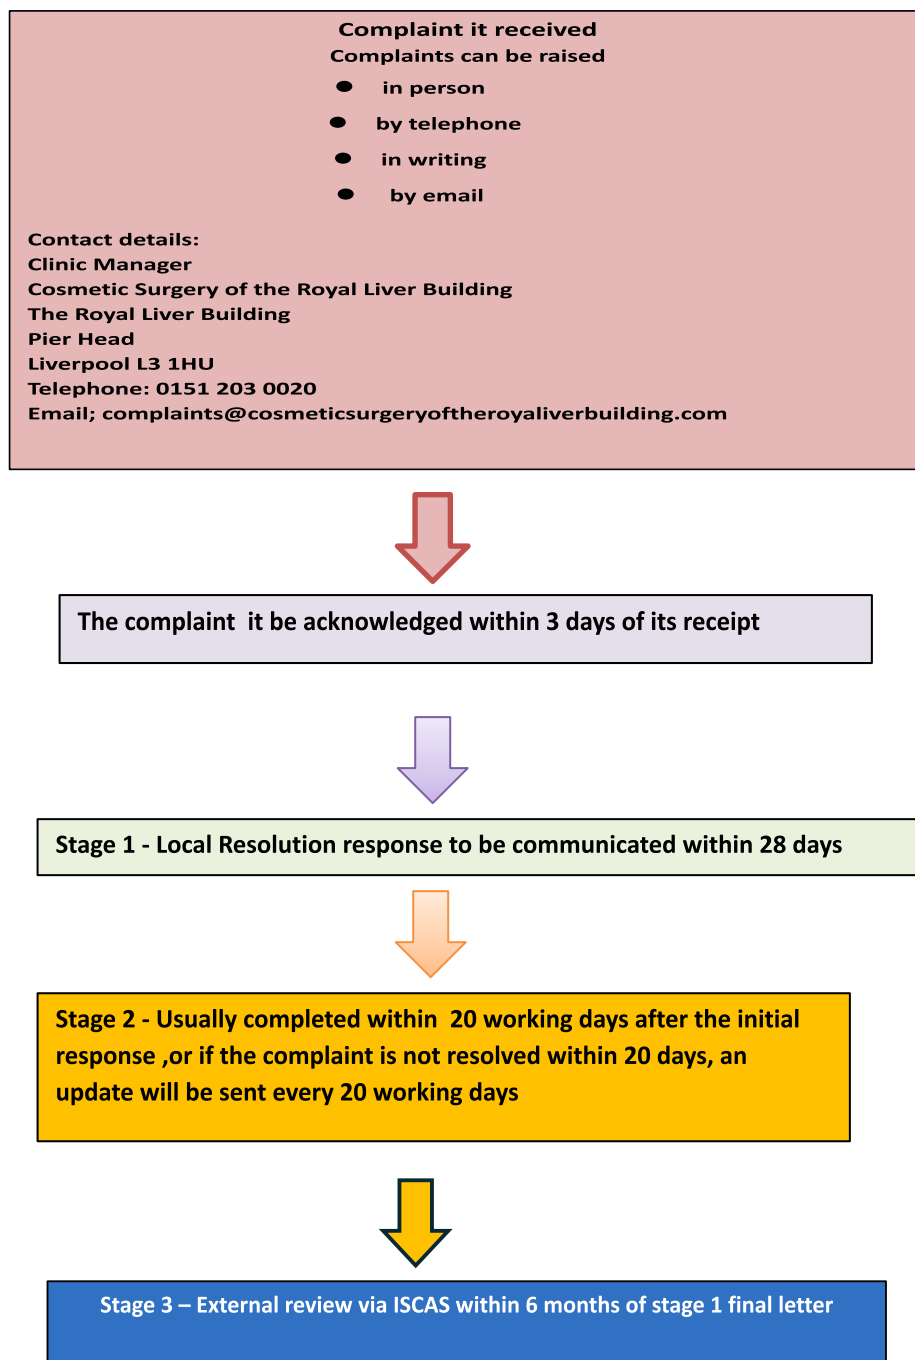 Complaint it received
Complaints can be raised
● in person
● by telephone
● in writing
● by email
Contact details:
Clinic Manager
Cosmetic Surgery of the Royal Liver Building
The Royal Liver Building
Pier Head
Liverpool L3 1HU
Telephone: 0151 203 0020
Email; complaints@cosmeticsurgeryoftheroyaliverbuilding.com
The complaint  it be acknowledged within 3 days of its receipt
Stage 1 - Local Resolution response to be communicated within 28 days
Stage 2 - Usually completed within  20 working days after the initial
response ,or if the complaint is not resolved within 20 days, an
update will be sent every 20 working days
Stage 3 – External review via ISCAS within 6 months of stage 1 final letter